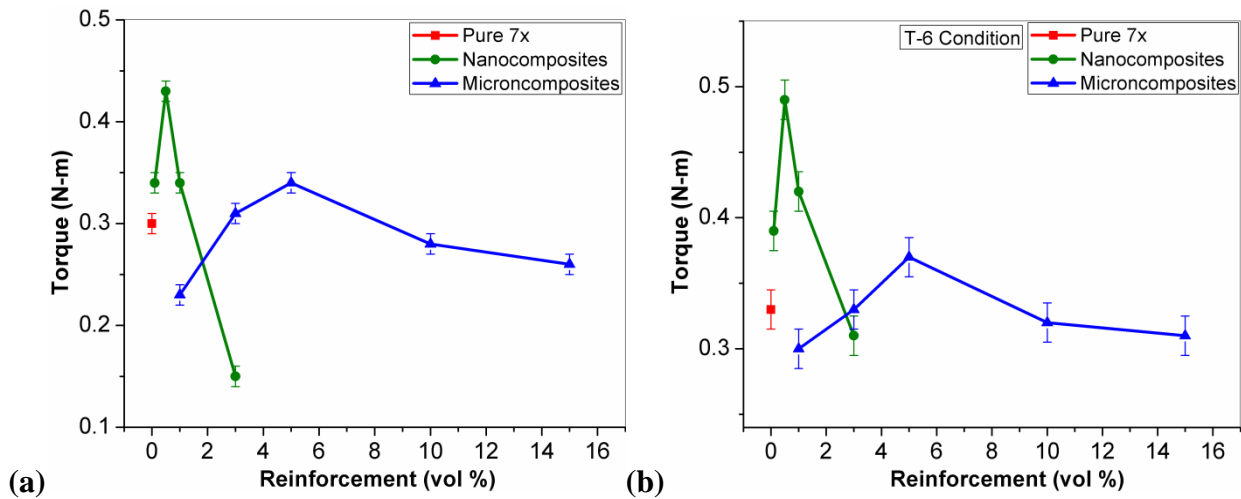 0.5
0.4
0.3
0.2
0.1
Torque (N-m)
Pure 7x
Nanocomposites
Microncomposites
0 2 4 6 8 10 12 14 16
Reinforcement (vol %)
(a)
0.5
0.4
0.3
Torque (N-m)
T-6 Condition
Pure 7x
Nanocomposites
Microncomposites
0 2 4 6 8 10 12 14 16
Reinforcement (vol %)
(b)